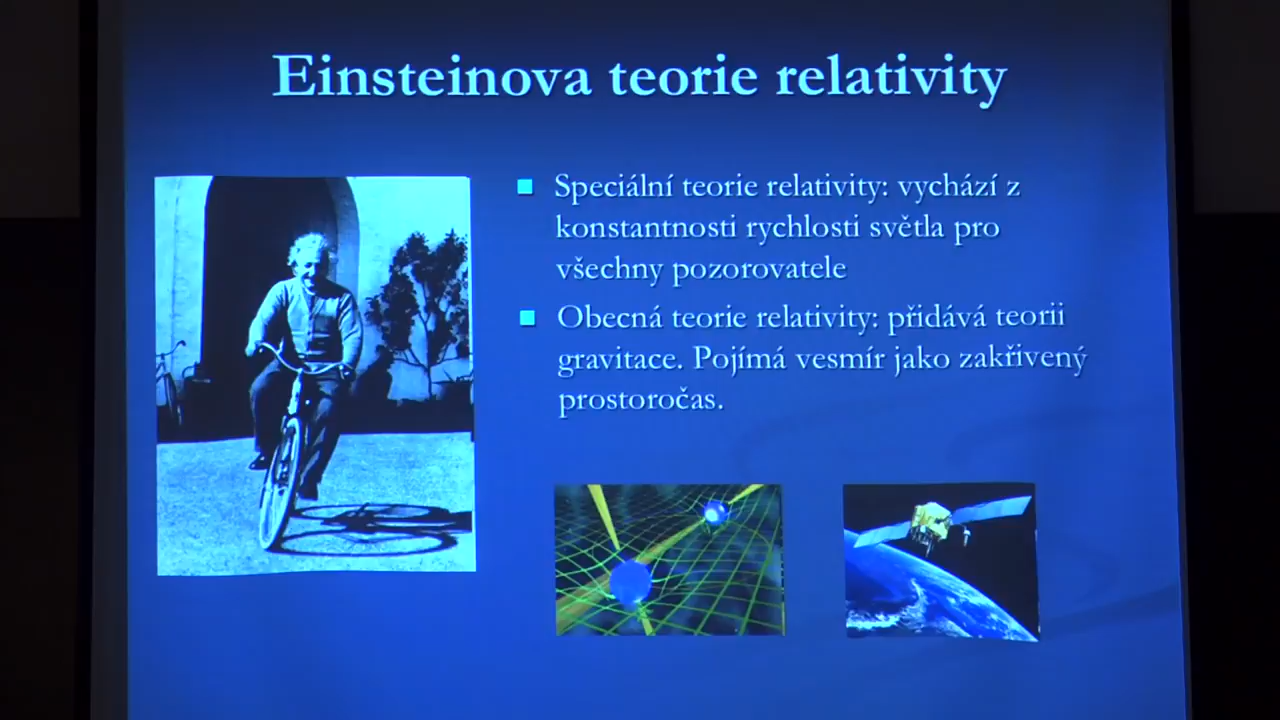 Einsteinova teorie relativity
Speciální teorie relativity: vychází z
konstantnosti rychlosti světla pro
všechny pozorovatele
Obecná teorie relativity: přidává teorii
gravitace. Pojímá vesmír jako zakřivený
prostoročas.